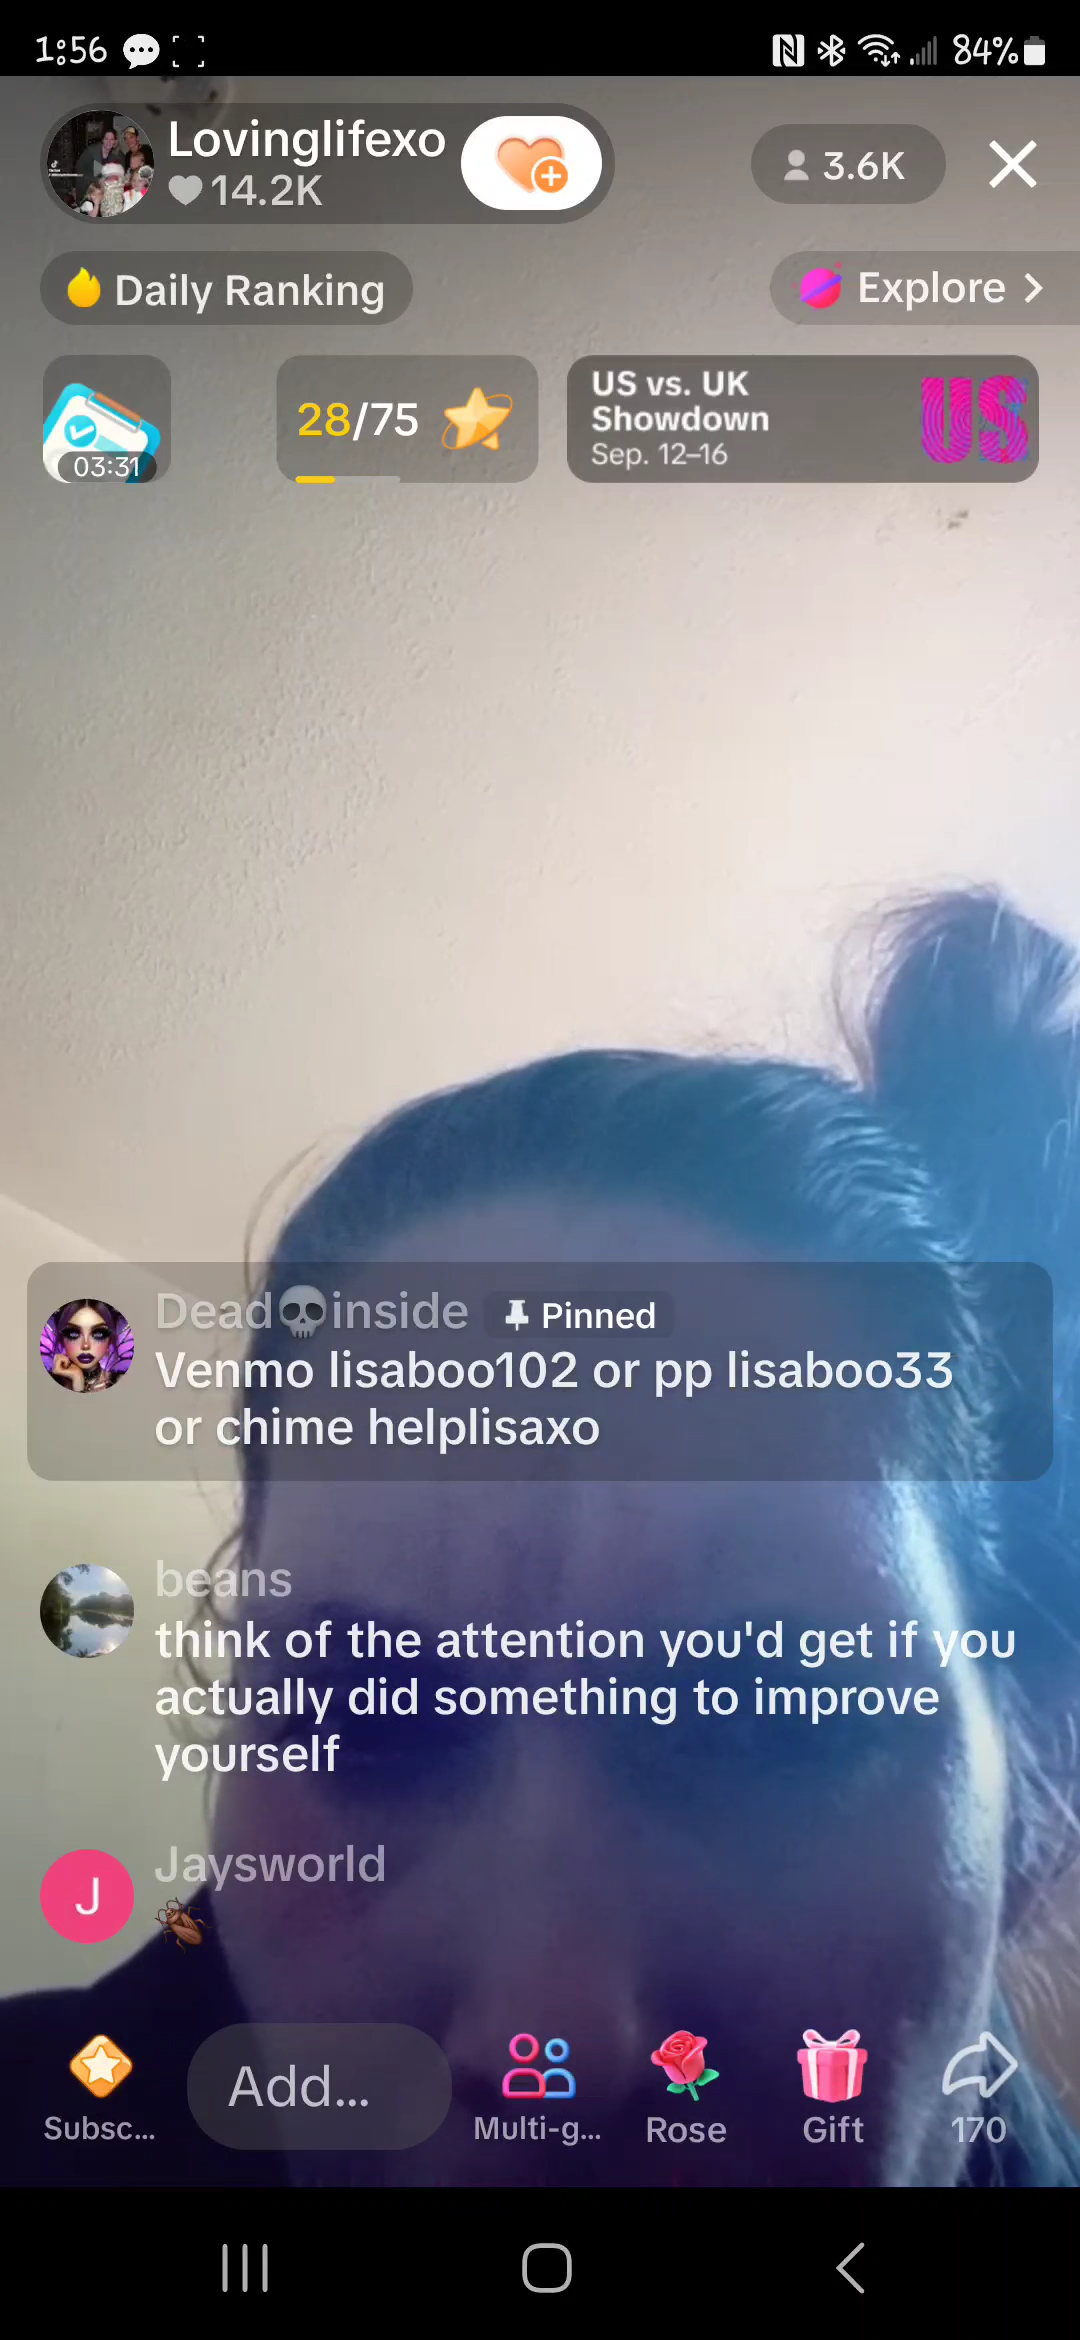 1:56
84%
Lovinglifexo
14.2K
3.6K
Daily Ranking
Explore
03:31
28/75
US vs. UK
Showdown
Sep. 12–16
US
Dead💀inside Pinned
Venmo lisaboo102 or pp lisaboo33
or chime helplisaxo
beans
think of the attention you'd get if you
actually did something to improve
yourself
J
Jaysworld
🪳
Subsc...
Add...
Multi-g...
Rose
Gift
170